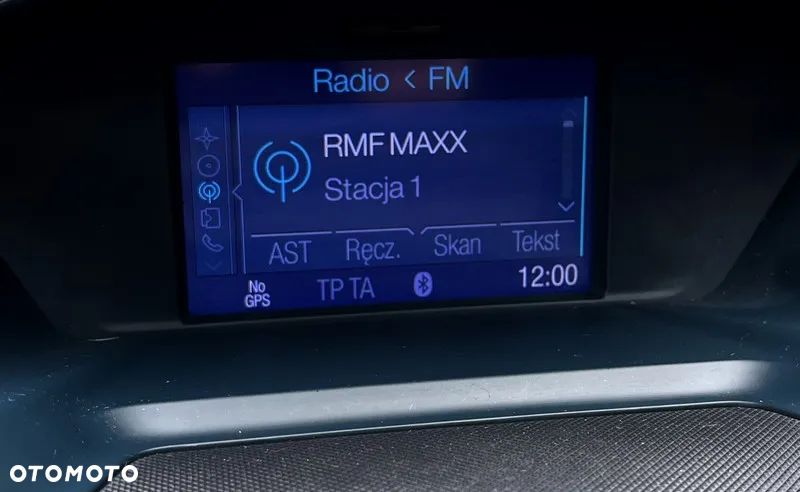 Radio < FM
RMF MAXX
Stacja 1
AST Ręcz. Skan Tekst
No GPS TP TA 12:00
OTOMOTO